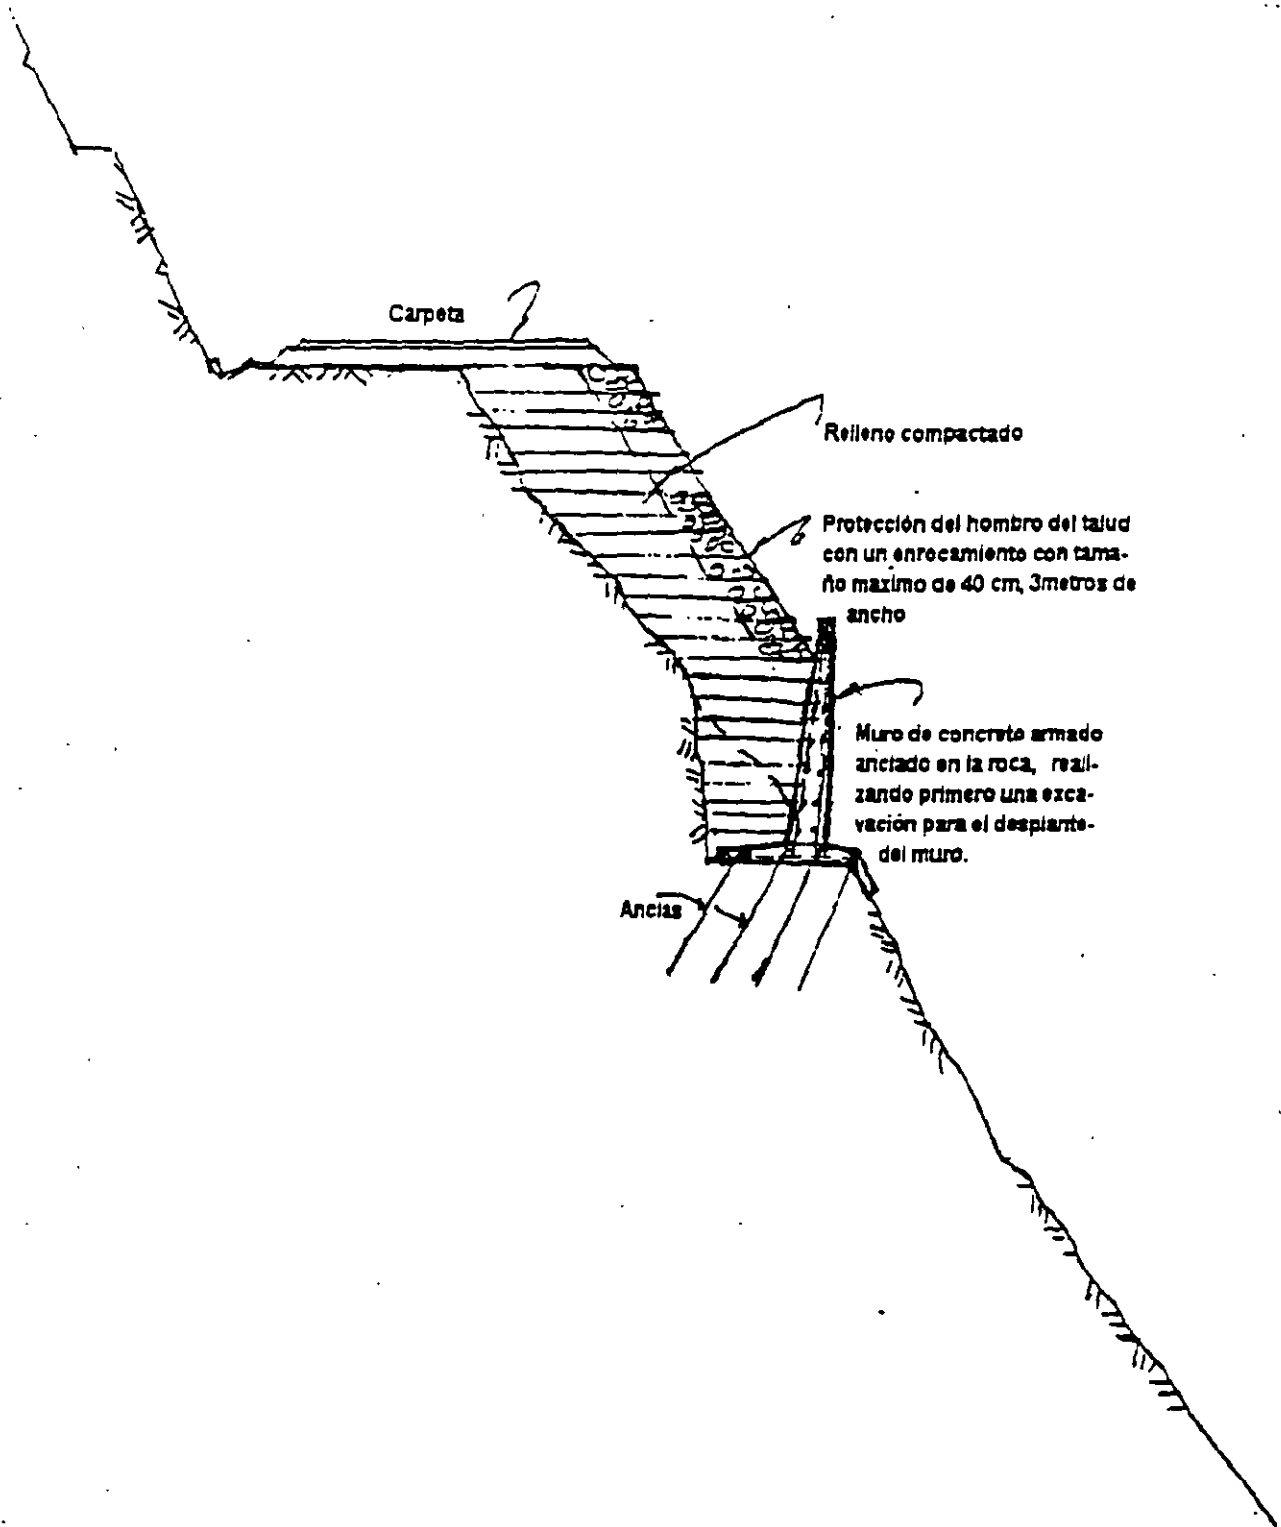 Carpeta
Relleno compactado
Protección del hombro del talud
con un enrocamiento con tama-
ño maximo de 40 cm, 3metros de
ancho
Muro de concreto armado
anclado en la roca, reali-
zando primero una exca-
vación para el desplante-
del muro.
Anclas